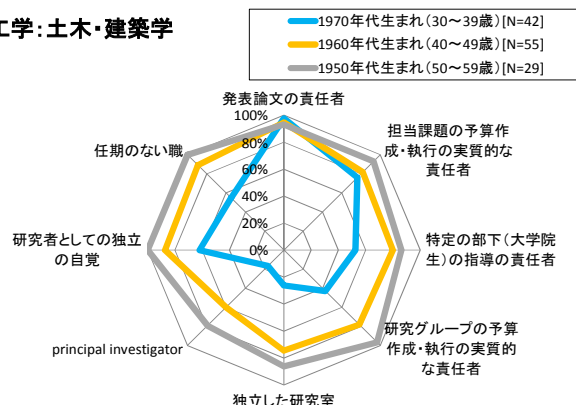 工学:土木・建築学
1970年代生まれ(30〜39歳)[N=42]
1960年代生まれ(40〜49歳)[N=55]
1950年代生まれ(50〜59歳)[N=29]
発表論文の責任者
100%
80%
60%
40%
20%
0%
担当課題の予算作
成・執行の実質的な
責任者
特定の部下(大学院
生)の指導の責任者
研究グループの予算
作成・執行の実質的
な責任者
独立した研究室
principal investigator
研究者としての独立
の自覚
任期のない職